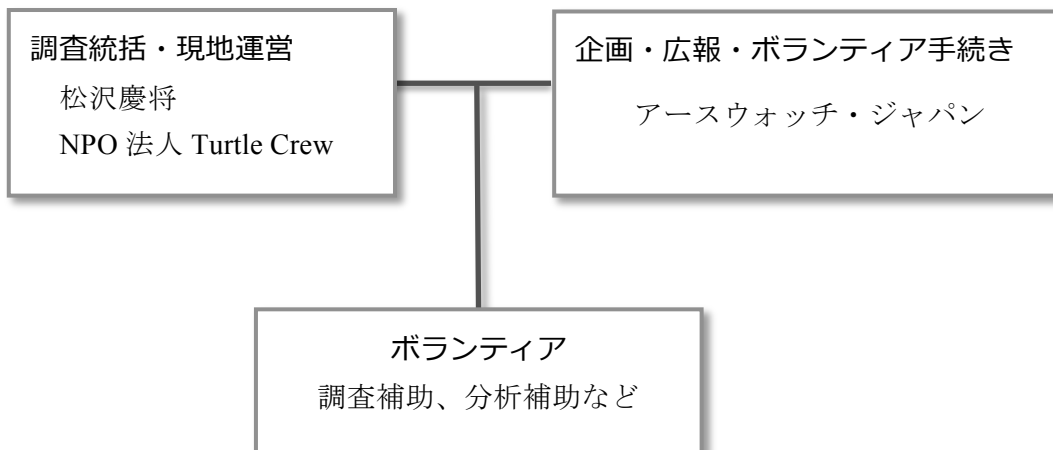 調査統括・現地運営
松沢慶将
NPO 法人 Turtle Crew
企画・広報・ボランティア手続き
アースウォッチ・ジャパン
ボランティア
調査補助、分析補助など